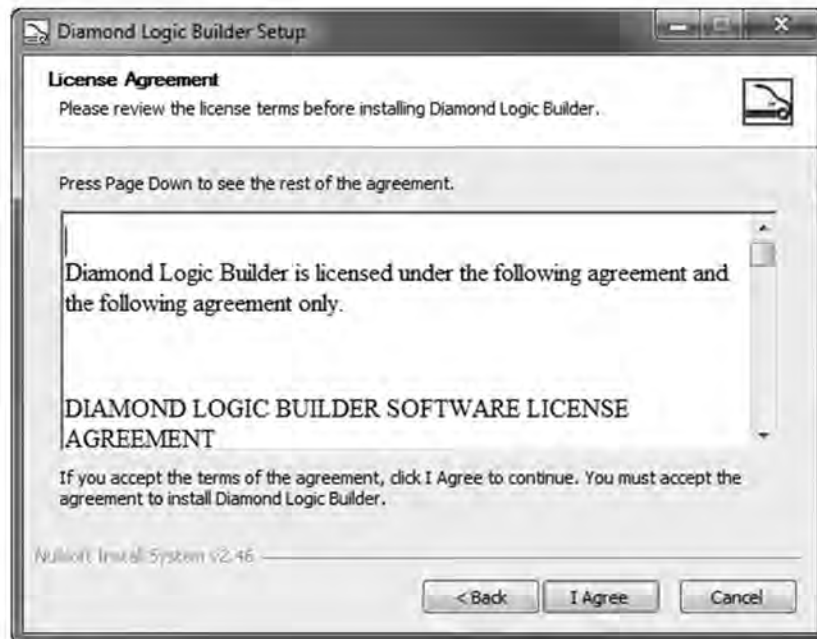 Diamond Logic Builder Setup
License Agreement
Please review the license terms before installing Diamond Logic Builder.
Press Page Down to see the rest of the agreement.
Diamond Logic Builder is licensed under the following agreement and
the following agreement only.
DIAMOND LOGIC BUILDER SOFTWARE LICENSE
AGREEMENT
If you accept the terms of the agreement, click I Agree to continue. You must accept the
agreement to install Diamond Logic Builder.
Nullsoft Install System v2.46
< Back
I Agree
Cancel